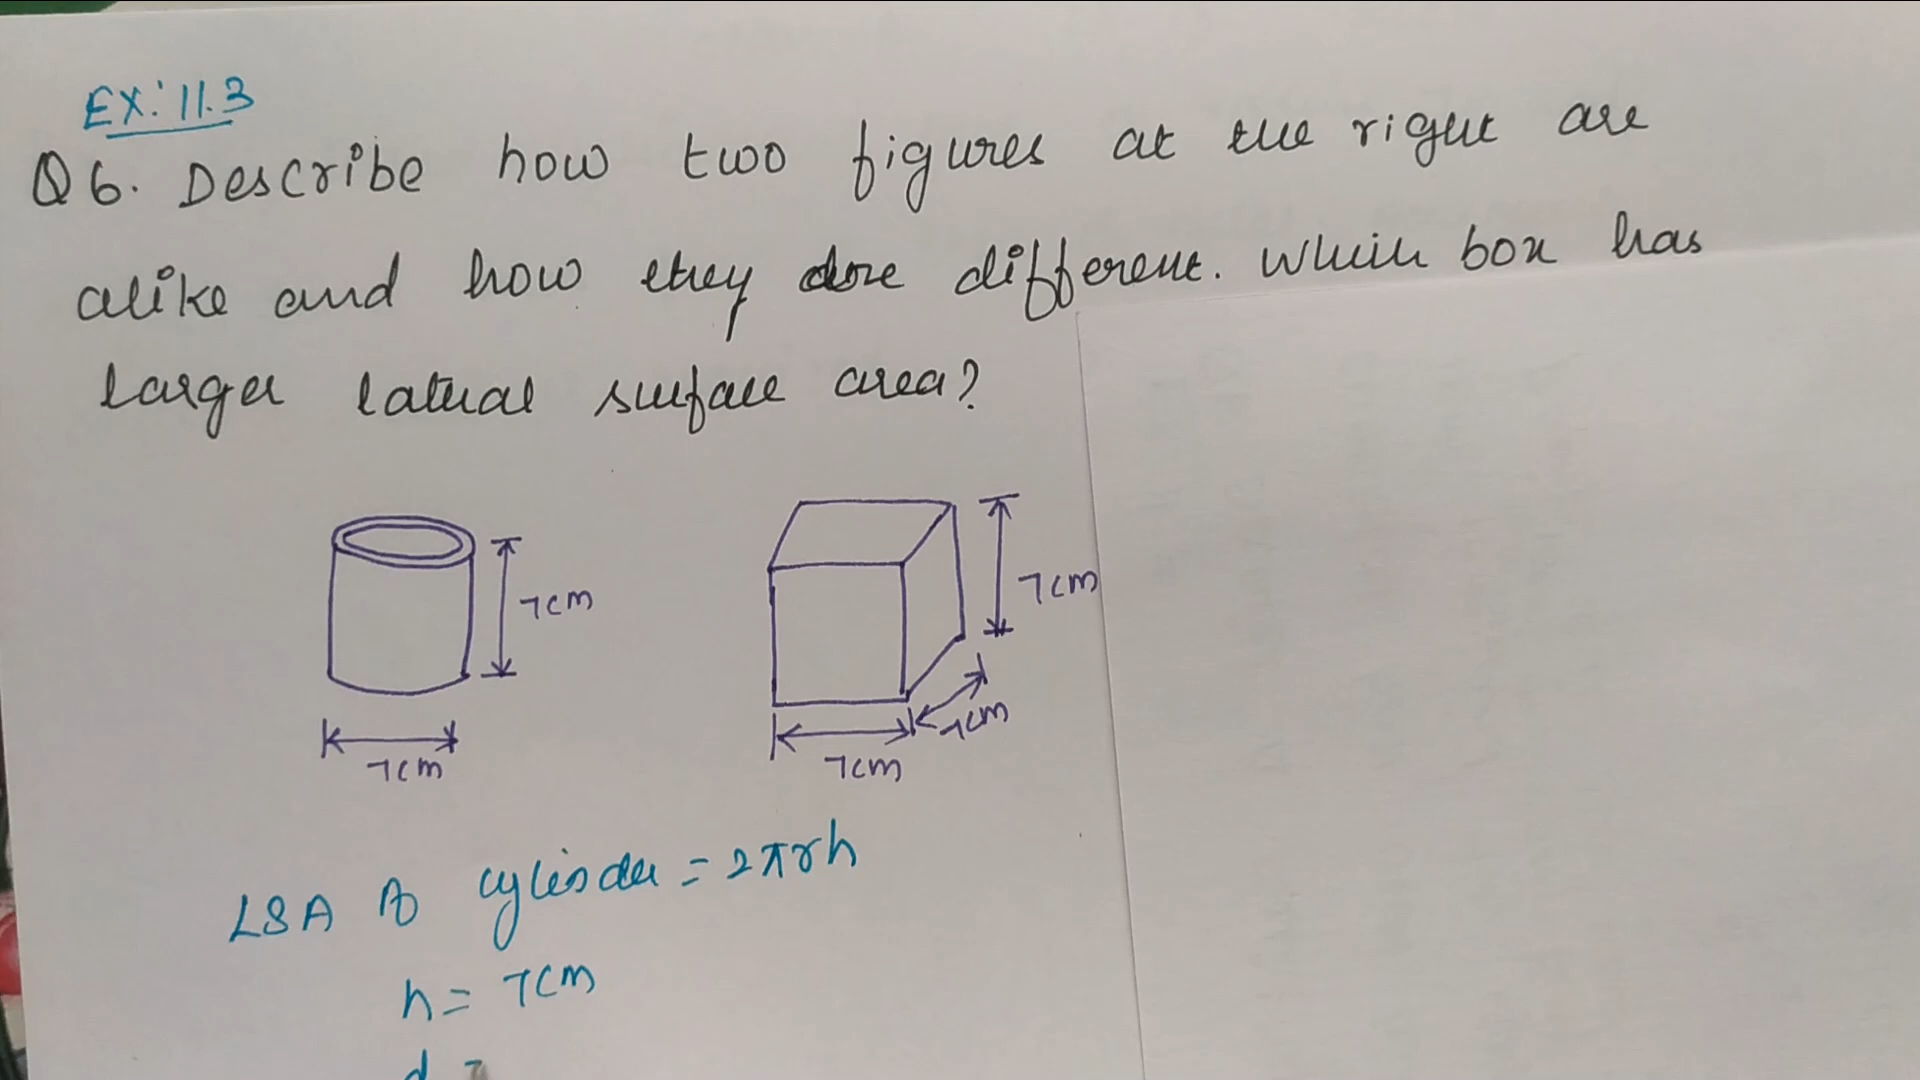 EX: 11.3
Q6. Describe how two figures at the right are
alike and how they are different. Which box has
larger lateral surface area?
7cm
7cm
7cm
7cm
7cm
LSA of cylinder = 2πrh
h = 7cm
d =